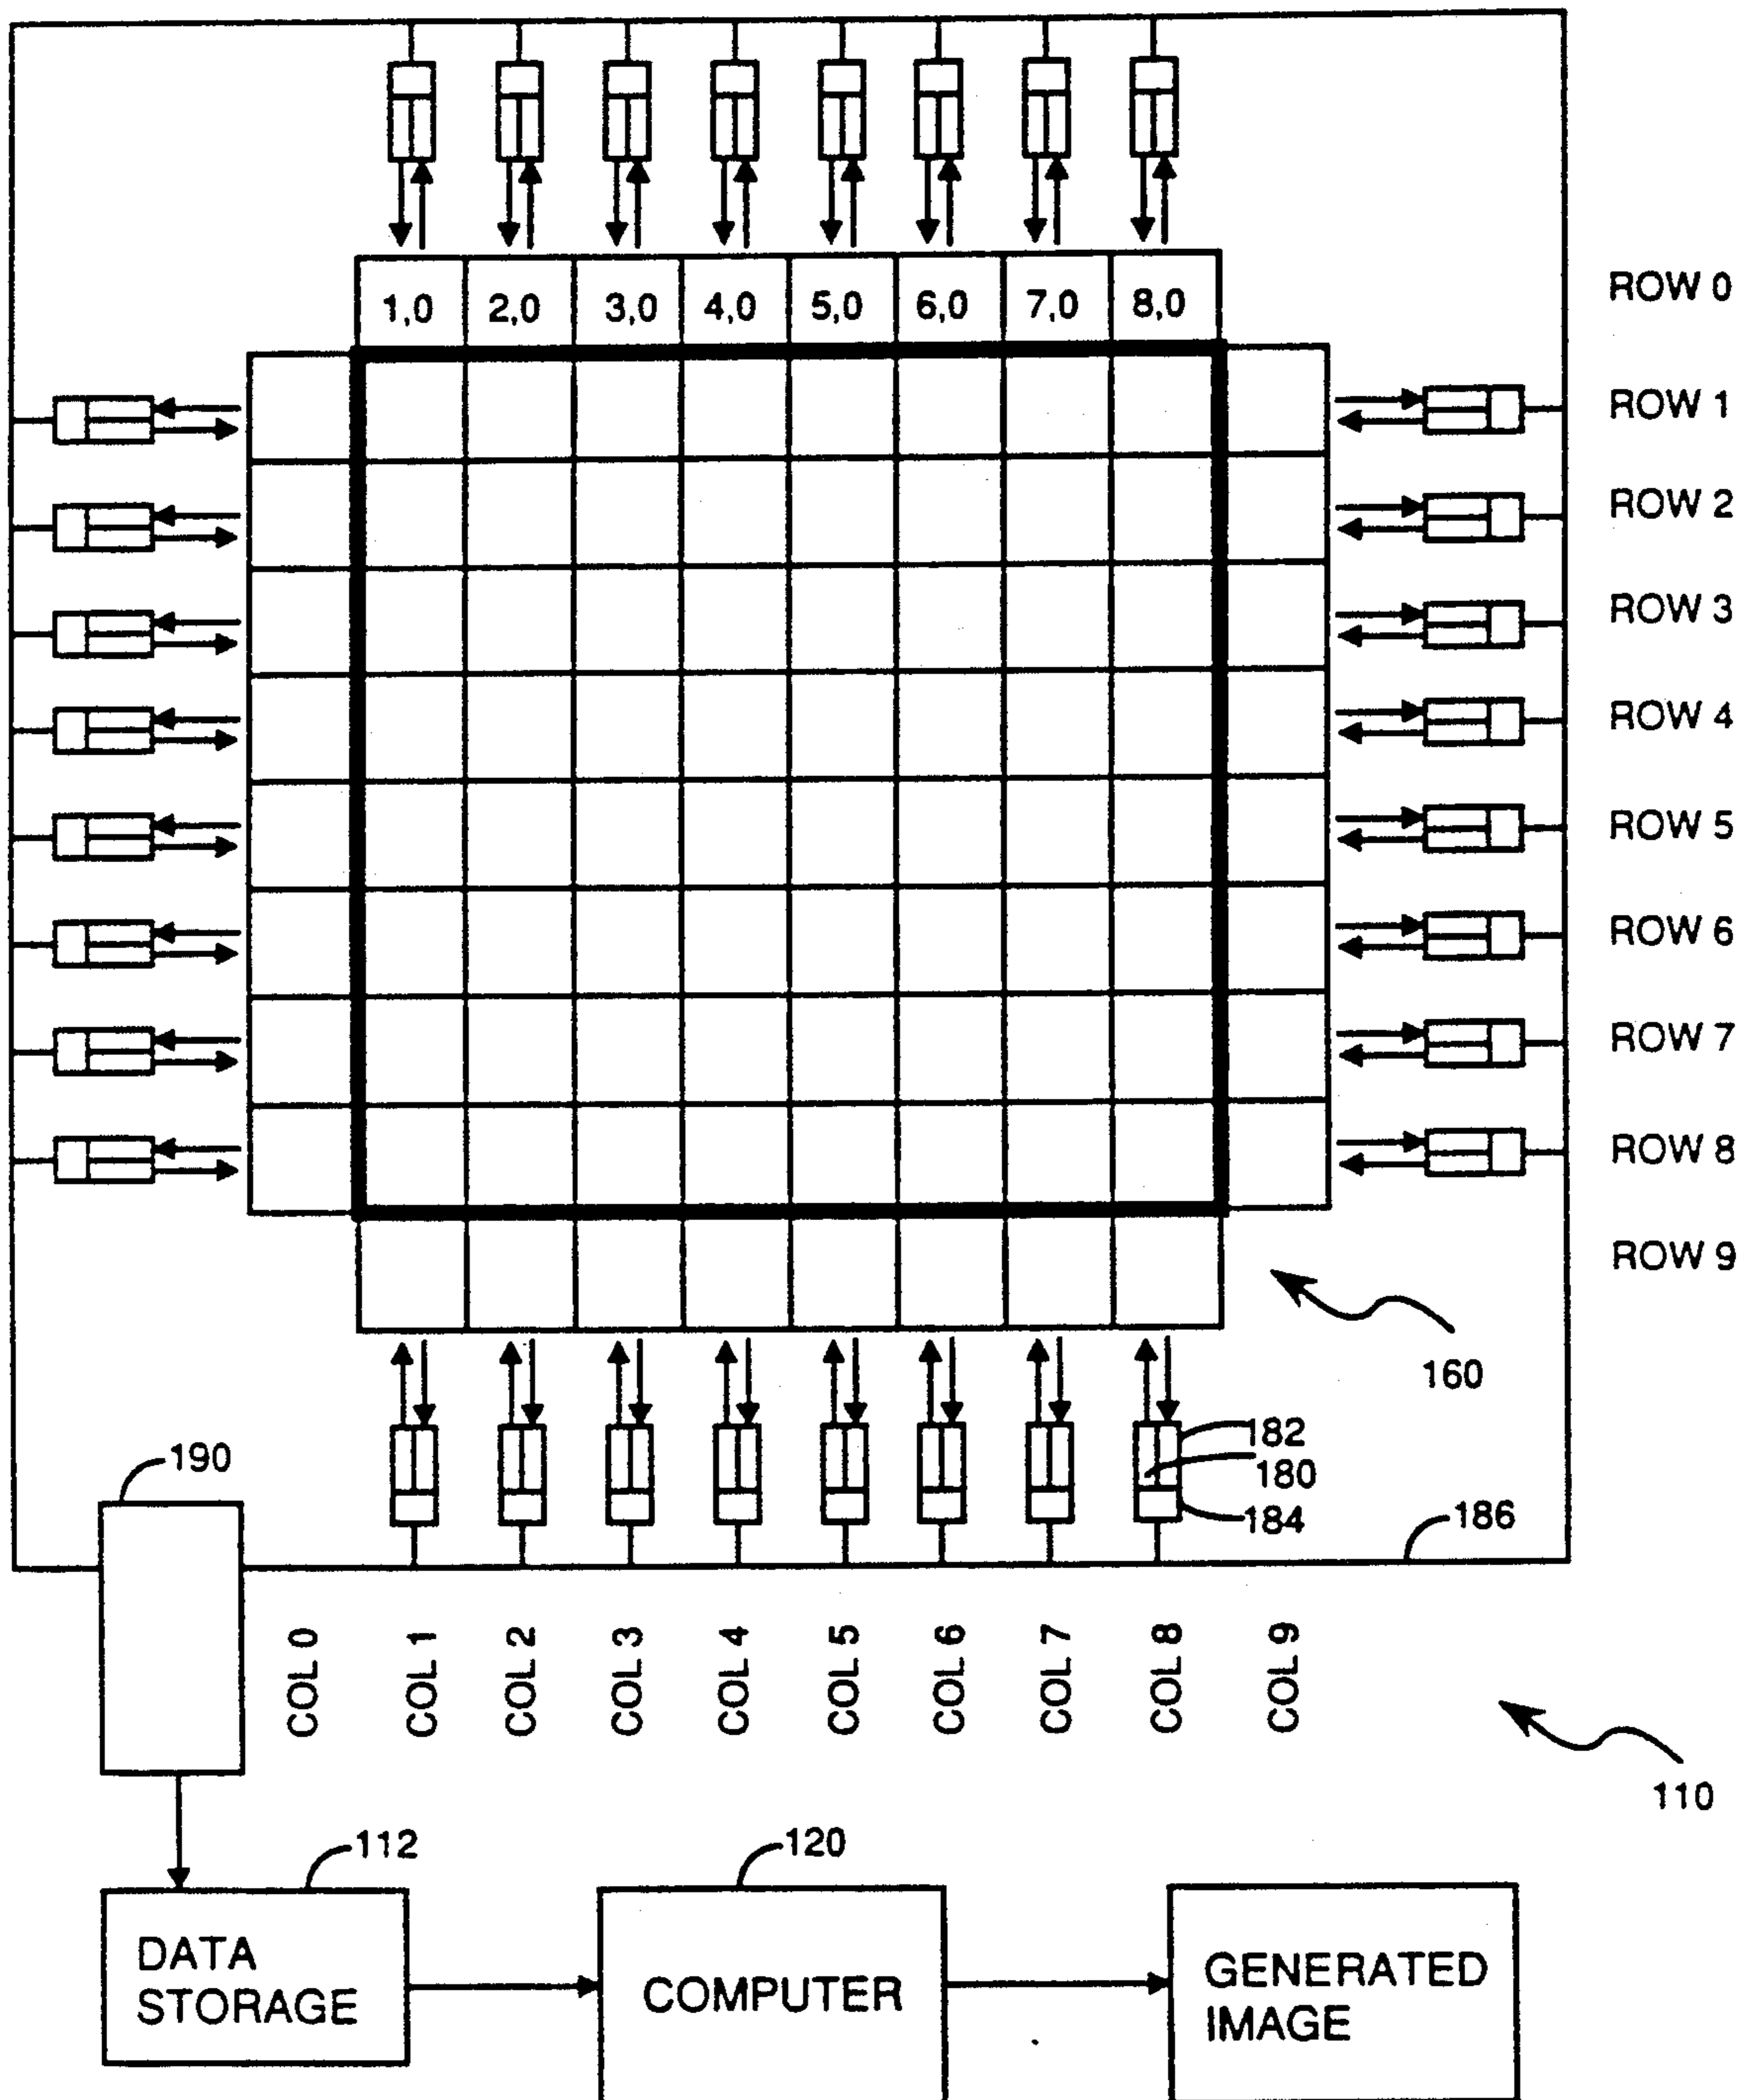 1,0 2,0 3,0 4,0 5,0 6,0 7,0 8,0
ROW 0
ROW 1
ROW 2
ROW 3
ROW 4
ROW 5
ROW 6
ROW 7
ROW 8
ROW 9
160
182
180
184
186
190
COL 0
COL 1
COL 2
COL 3
COL 4
COL 5
COL 6
COL 7
COL 8
COL 9
110
112
120
DATA
STORAGE
COMPUTER
GENERATED
IMAGE